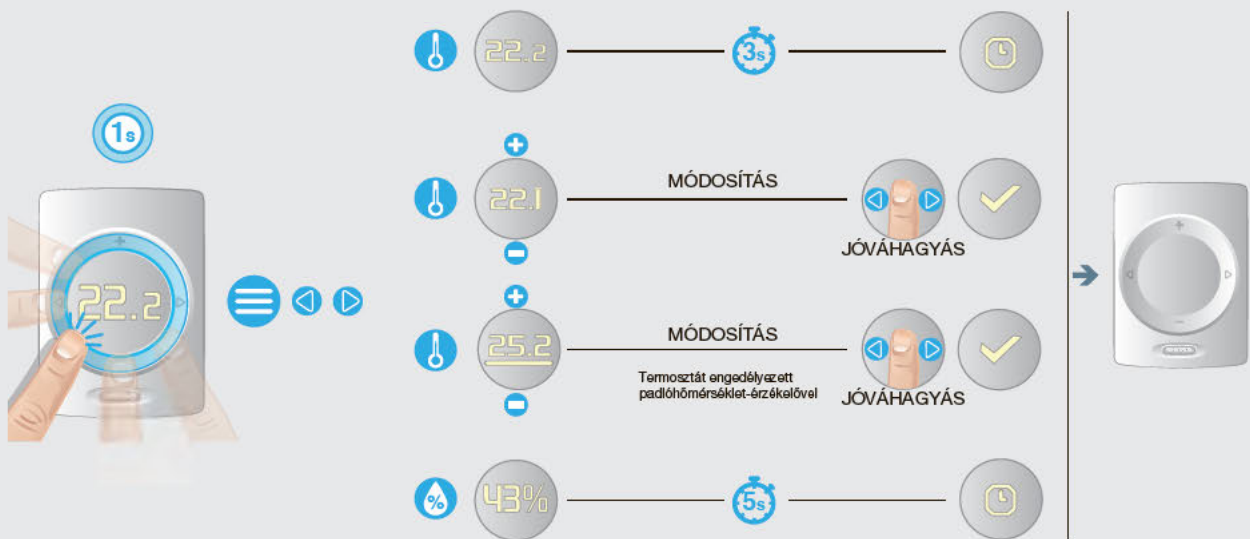 22.2
3s
1s
22.1
MÓDOSÍTÁS
JÓVÁHAGYÁS
22.2
25.2
MÓDOSÍTÁS
Termosztát engedélyezett
padlóhőmérséklet-érzékelővel
JÓVÁHAGYÁS
%
43%
5s